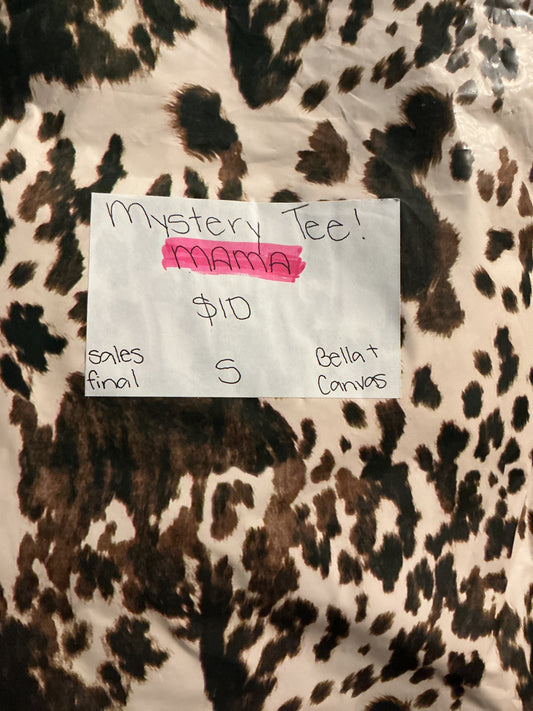 Mystery Tee!
MAMA
$10
sales
final
S
Bella+
Canvas